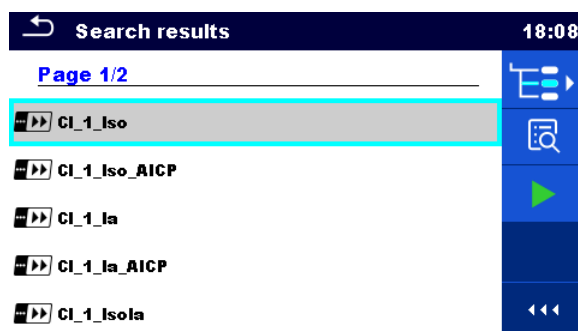 Search results 18:08
Page 1/2
Cl_1_Iso
Cl_1_Iso_AICP
Cl_1_Ia
Cl_1_Ia_AICP
Cl_1_IsoIa